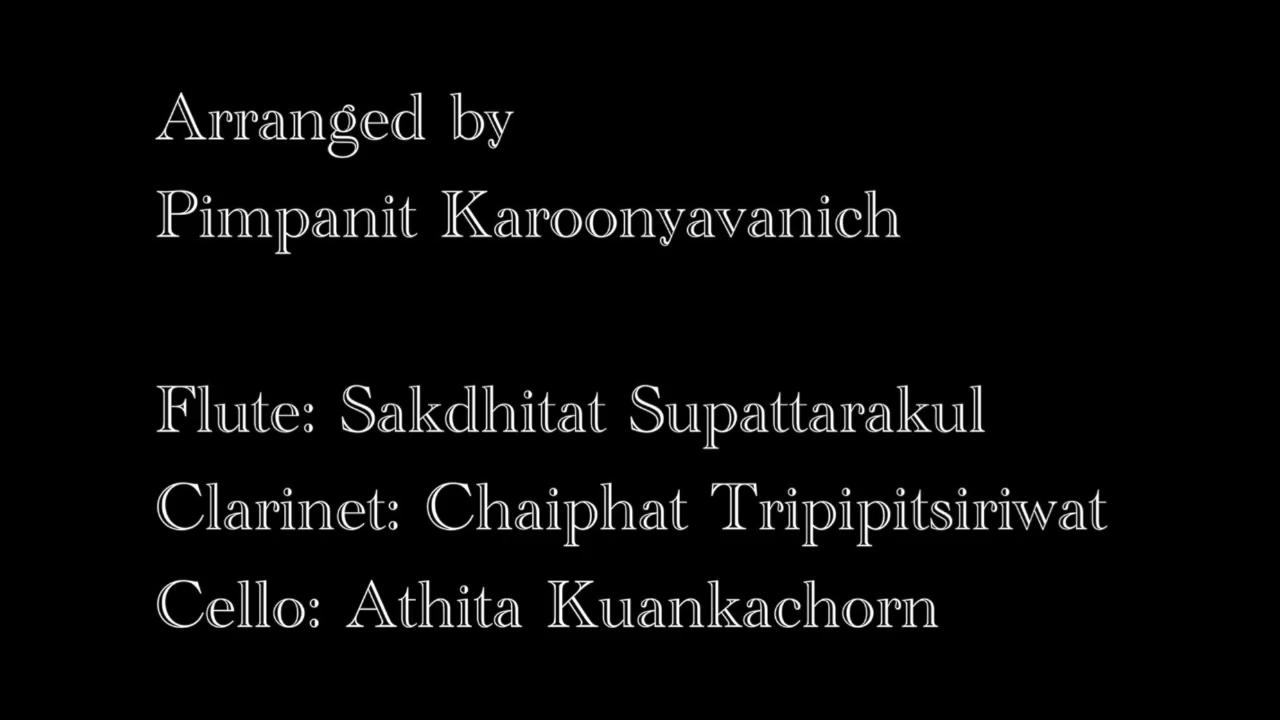 Arranged by
Pimpanit Karoonyavanich
Flute: Sakdhitat Supattarakul
Clarinet: Chaiphat Tripipitsiriwat
Cello: Athita Kuankachorn